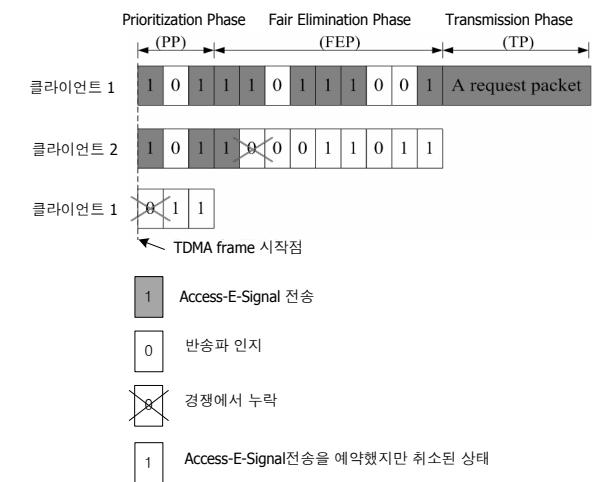 Prioritization Phase Fair Elimination Phase Transmission Phase
(PP) (FEP) (TP)
클라이언트 1 1 0 1 1 1 0 1 1 1 0 0 1 A request packet
클라이언트 2 1 0 1 1 0 0 0 1 1 0 1 1
클라이언트 1 0 1 1
TDMA frame 시작점
1 Access-E-Signal 전송
0 반송파 인지
0 경쟁에서 누락
1 Access-E-Signal전송을 예약했지만 취소된 상태